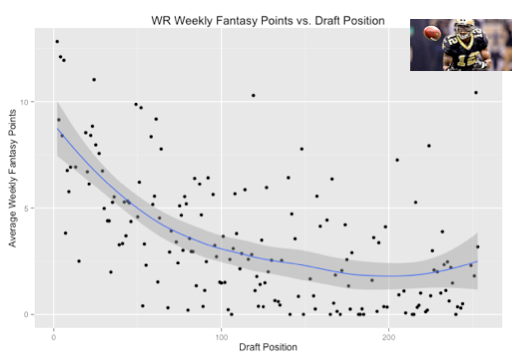 WR Weekly Fantasy Points vs. Draft Position
12
Average Weekly Fantasy Points
10
5
0
0
100
200
Draft Position